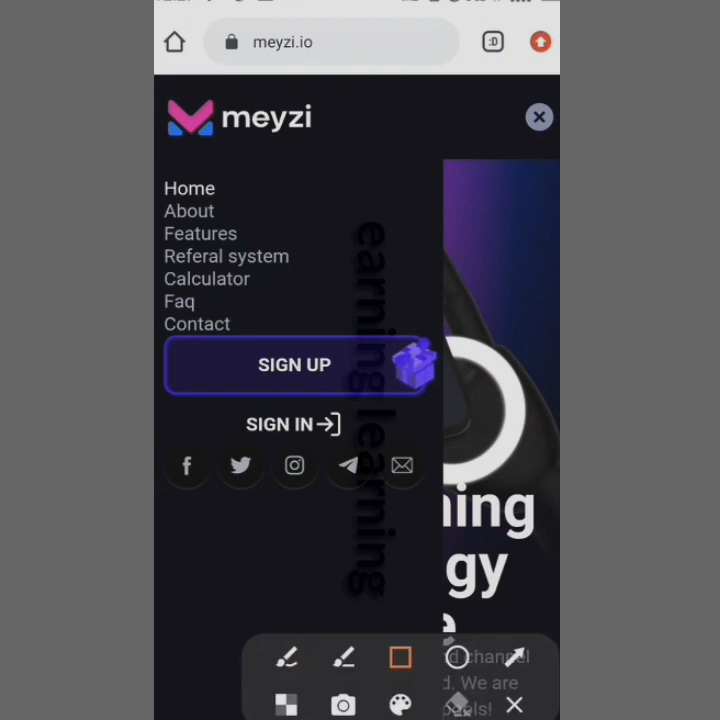 meyzi.io
:D
meyzi
Home
About
Features
Referal system
Calculator
Faq
Contact
SIGN UP
SIGN IN
earning learning
ning
gy
e
d channel
d. We are